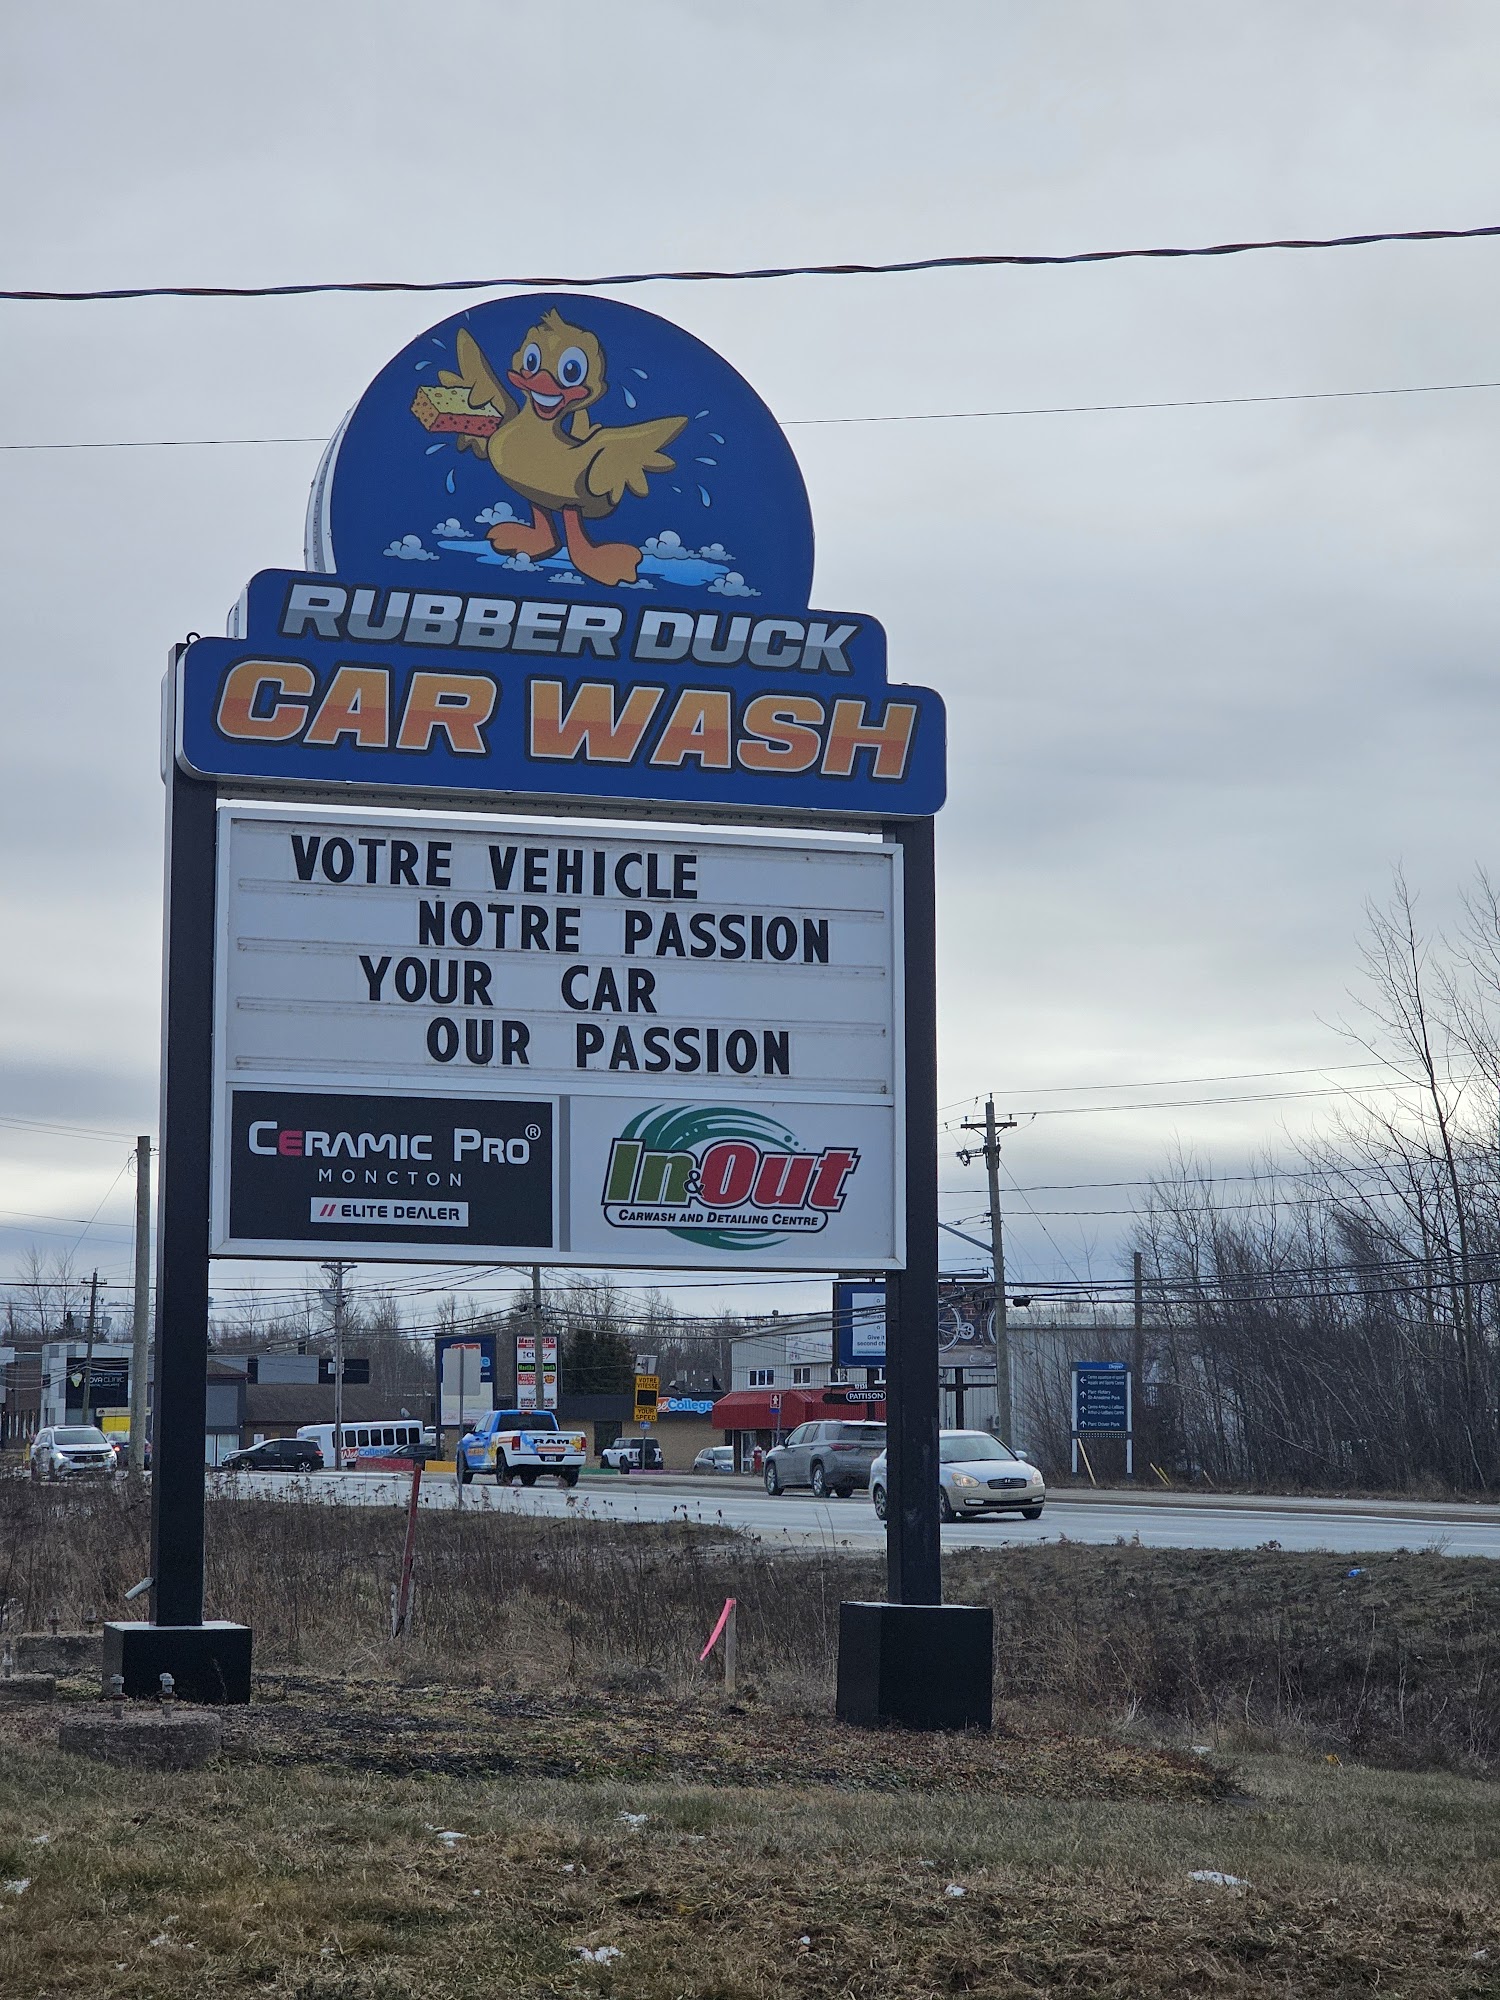 RUBBER DUCK
CAR WASH
VOTRE VEHICLE
NOTRE PASSION
YOUR CAR
OUR PASSION
CERAMIC PRO®
MONCTON
// ELITE DEALER
In&Out
CARWASH AND DETAILING CENTRE
VOTRE
VITESSE
YOUR
SPEED
College
PATTISON
RAM